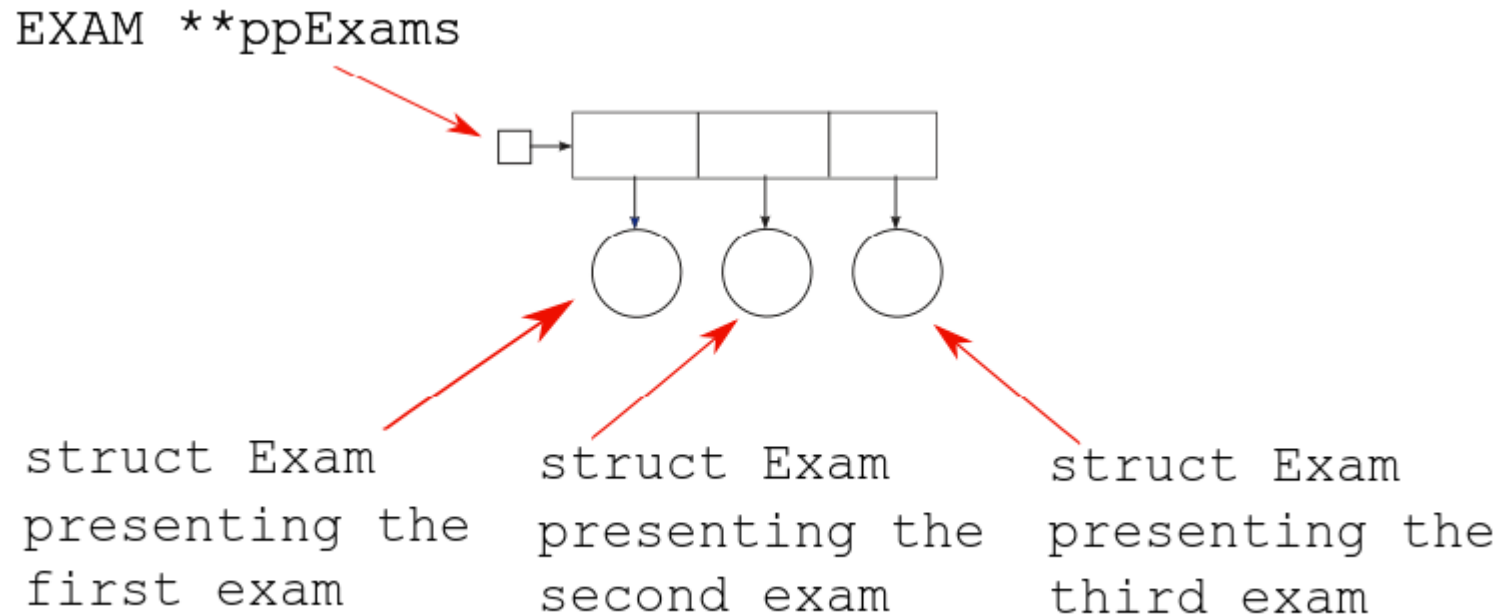 EXAM **ppExams
struct Exam
presenting the
first exam
struct Exam
presenting the
second exam
struct Exam
presenting the
third exam